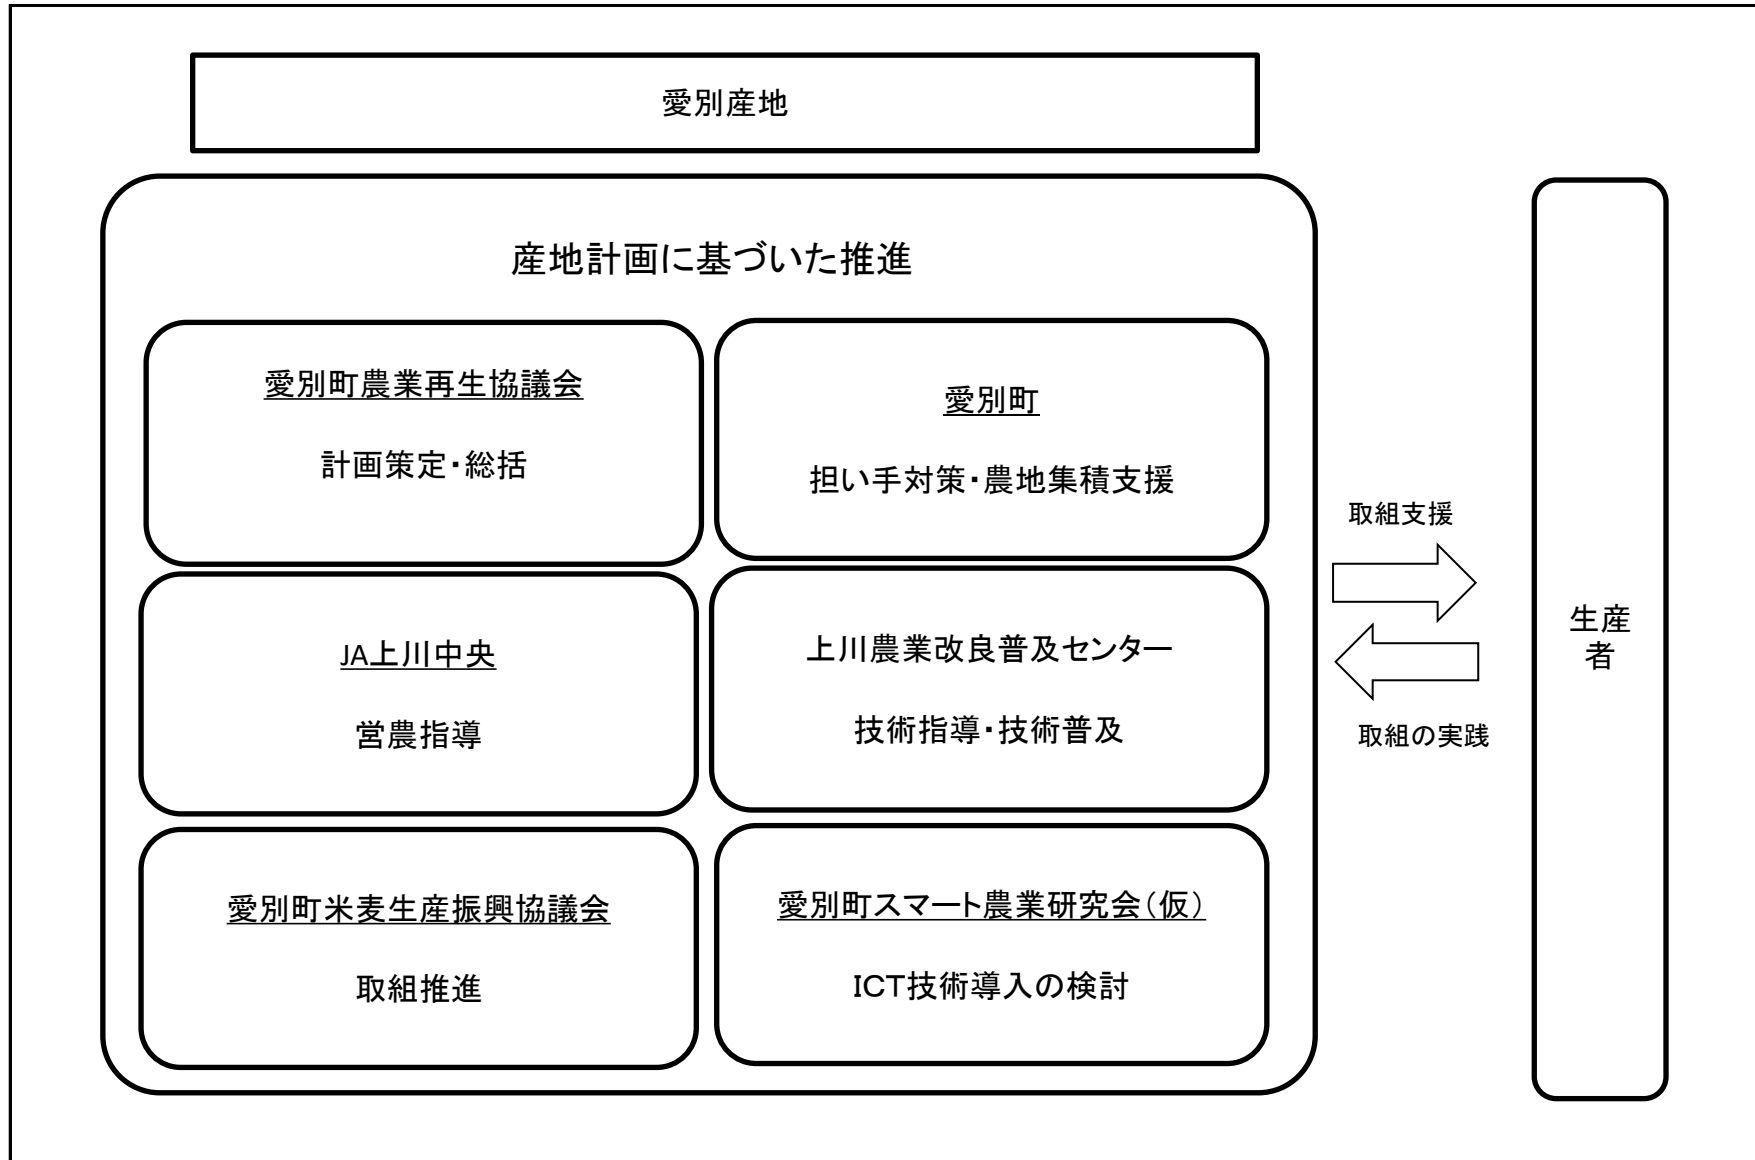 愛別産地
産地計画に基づいた推進
愛別町農業再生協議会
計画策定・総括
愛別町
担い手対策・農地集積支援
JA上川中央
営農指導
上川農業改良普及センター
技術指導・技術普及
愛別町米麦生産振興協議会
取組推進
愛別町スマート農業研究会（仮）
ICT技術導入の検討
取組支援
取組の実践
生産
者